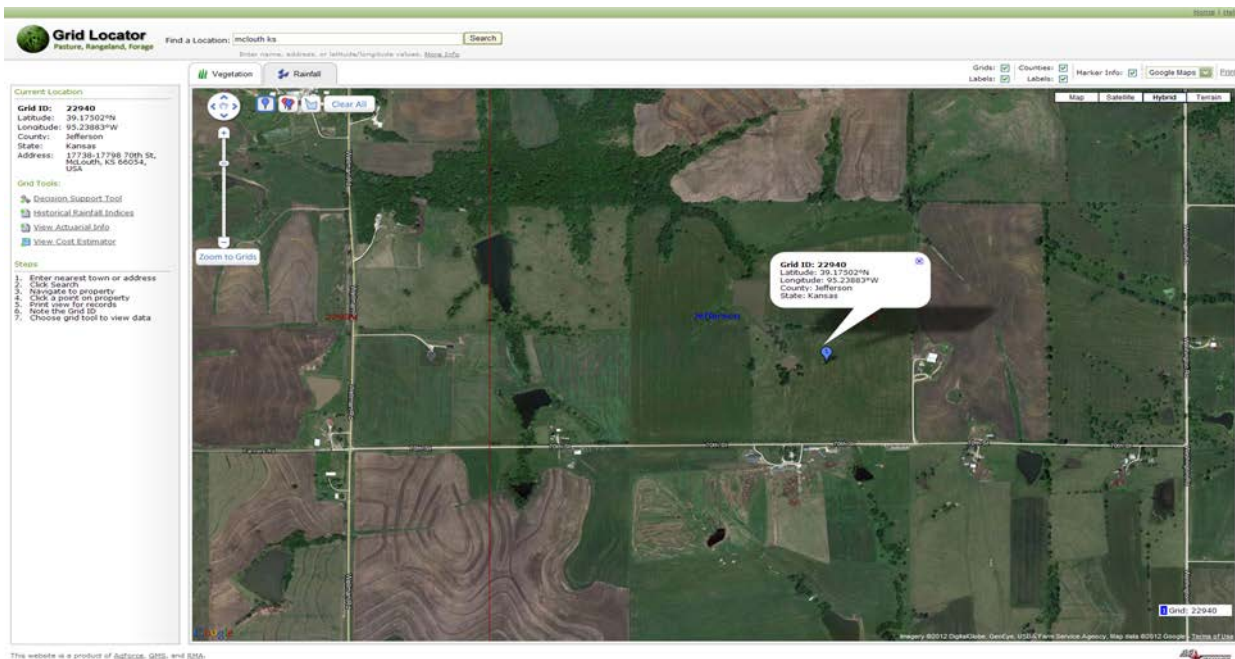 Home | Help
Grid Locator
Pasture, Rangeland, Forage
Find a Location: mclouth ks Search
Enter name, address, or latitude/longitude values. More Info
Vegetation Rainfall
Grids: Counties: Marker Info: Google Maps Print
Labels: Labels:
Current Location
Grid ID: 22940
Latitude: 39.17502°N
Longitude: 95.23883°W
County: Jefferson
State: Kansas
Address: 17738-17798 70th St,
McLouth, KS 66054,
USA
Grid Tools:
Decision Support Tool
Historical Rainfall Indices
View Actuarial Info
View Cost Estimator
Steps
1. Enter nearest town or address
2. Click Search
3. Navigate to property
4. Click a point on property
5. Print view for records
6. Note the Grid ID
7. Choose grid tool to view data
Clear All
Map Satellite Hybrid Terrain
Zoom to Grids
Grid ID: 22940
Latitude: 39.17502°N
Longitude: 95.23883°W
County: Jefferson
State: Kansas
Jefferson
70th St
1 Grid: 22940
Google
Imagery ©2012 DigitalGlobe, GeoEye, USDA Farm Service Agency, Map data ©2012 Google - Terms of Use
This website is a product of AgForce, GMS, and RMA.